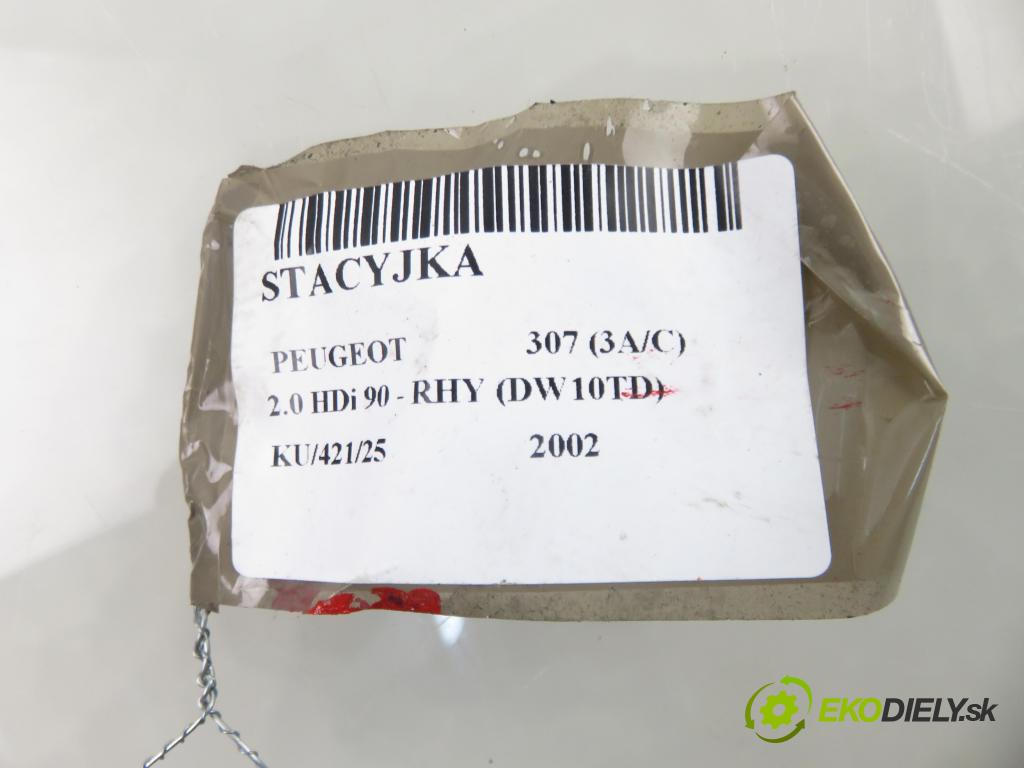 STACYJKA
PEUGEOT 307 (3A/C)
2.0 HDi 90 - RHY (DW10TD)
KU/421/25 2002
EKODIELY.sk